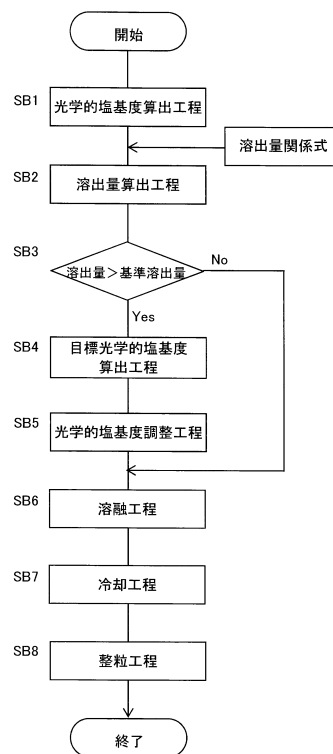 開始
SB1
光学的塩基度算出工程
溶出量関係式
SB2
溶出量算出工程
SB3
溶出量＞基準溶出量
No
Yes
SB4
目標光学的塩基度
算出工程
SB5
光学的塩基度調整工程
SB6
溶融工程
SB7
冷却工程
SB8
整粒工程
終了